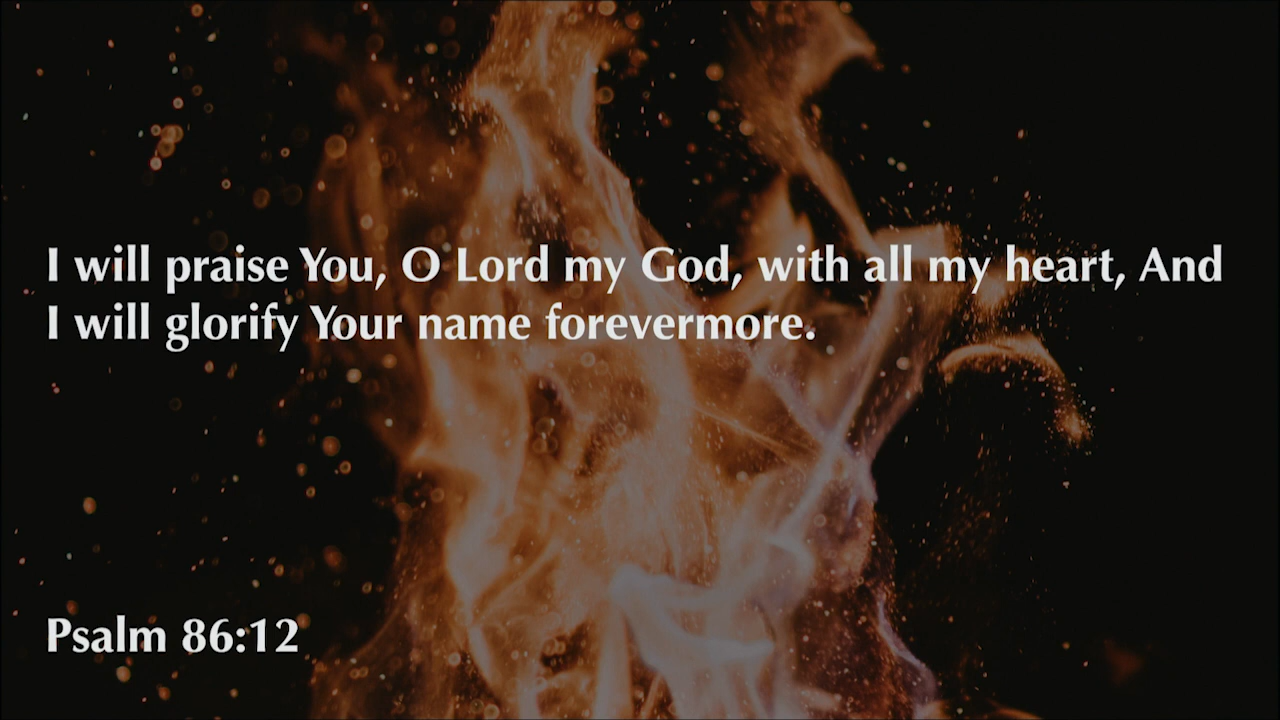 I will praise You, O Lord my God, with all my heart, And
I will glorify Your name forevermore.
Psalm 86:12